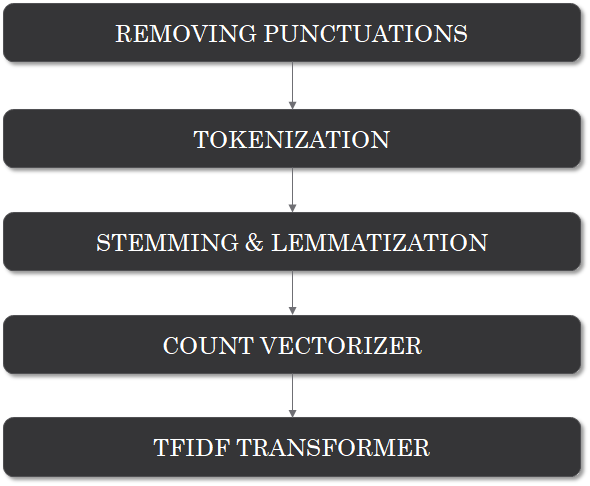 REMOVING PUNCTUATIONS
TOKENIZATION
STEMMING & LEMMATIZATION
COUNT VECTORIZER
TFIDF TRANSFORMER